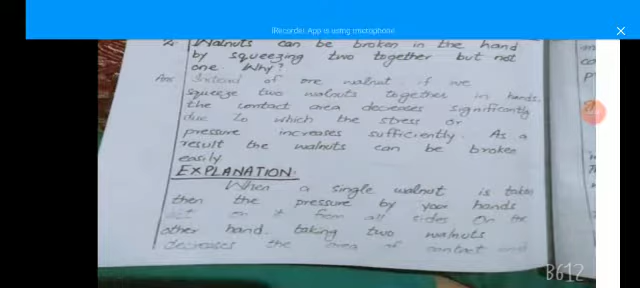 iRecorder App is using microphone
2. Walnuts can be broken in the hand
by squeezing two together but not
one Why?
Ans Instead of one walnut if we
squeeze two walnuts together in hands,
the contact area decreases significantly
due to which the stress or
pressure increases sufficiently. As a
result the walnuts can be broken
easily
EXPLANATION:
When a single walnut is taken
then the pressure by your hands
act on it from all sides on the
other hand. taking two walnuts
decreases the area of contact and
B612